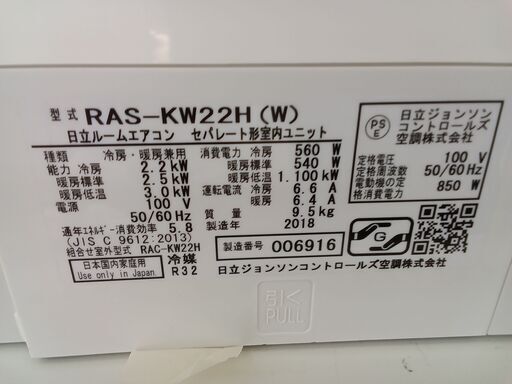 型式 RAS-KW22H (W)
日立ルームエアコン セパレート形室内ユニット
種類 冷房・暖房兼用
能力 冷房 2.2 kW
暖房標準 2.5 kW
暖房低温 3.0 kW
電源 100 V
50/60 Hz
通年エネルギー消費効率 5.8
(JIS C 9612:2013)
組合せ室外型式 RAC-KW22H
日本国内家庭用
Use only in Japan
冷媒
R32
消費電力 冷房 560 W
暖房標準 540 W
暖房低温 1.100 kW
運転電流 冷房 6.6 A
暖房標準 6.4 A
質量 9.5 kg
製造年 2018
製造番号 006916
日立ジョンソンコントロールズ空調株式会社
PS
E
日立ジョンソン
コントロールズ
空調株式会社
定格電圧 100 V
定格周波数 50/60 Hz
電動機の定
格消費電力 850 W
G
引く
PULL